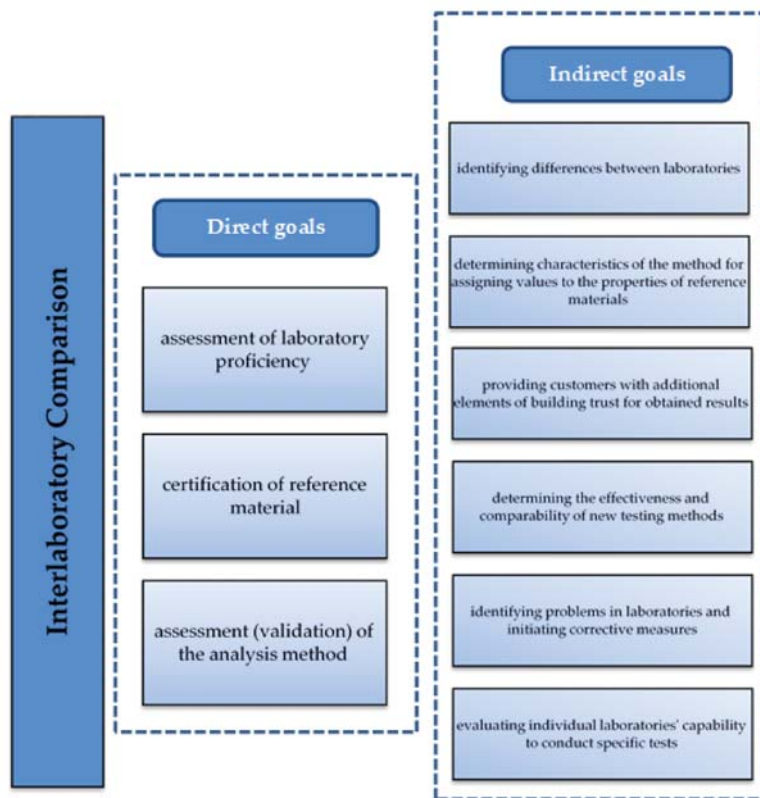 Interlaboratory Comparison
Direct goals
assessment of laboratory
proficiency
certification of reference
material
assessment (validation) of
the analysis method
Indirect goals
identifying differences between laboratories
determining characteristics of the method for
assigning values to the properties of reference
materials
providing customers with additional
elements of building trust for obtained results
determining the effectiveness and
comparability of new testing methods
identifying problems in laboratories and
initiating corrective measures
evaluating individual laboratories' capability
to conduct specific tests